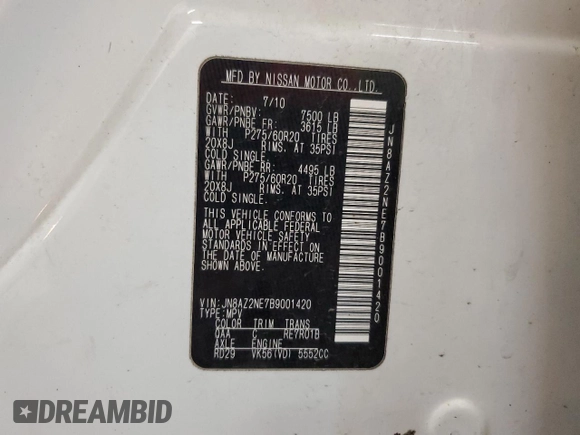 MFD BY NISSAN MOTOR CO.,LTD.
DATE: 7/10
GVWR/PNBV: 7500 LB
GAWR/PNBE FR: 3615 LB
WITH P275/60R20 TIRES
20X8J RIMS. AT 35PSI
COLD SINGLE.
GAWR/PNBE RR: 4495 LB
WITH P275/60R20 TIRES
20X8J RIMS. AT 35PSI
COLD SINGLE.
THIS VEHICLE CONFORMS TO
ALL APPLICABLE FEDERAL
MOTOR VEHICLE SAFETY
STANDARDS IN EFFECT ON
THE DATE OF MANUFACTURE
SHOWN ABOVE.
VIN:JN8AZ2NE7B9001420
TYPE:MPV
COLOR TRIM TRANS
QAA C RE7R01B
AXLE ENGINE
RD29 VK56(VD) 5552CC
JN8AZ2NE7B9001420
DREAMBID